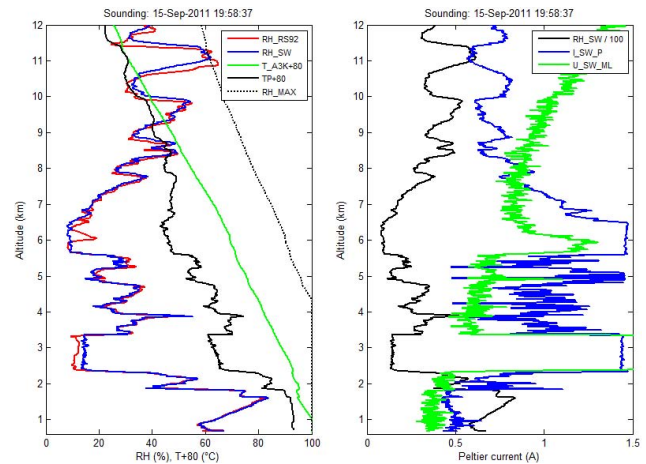 Sounding: 15-Sep-2011 19:58:37
12
11
10
9
8
7
6
5
4
3
2
1
Altitude (km)
0
20
40
60
80
100
RH (%), T+80 (°C)
RH_RS92
RH_SW
T_A3K+80
TP+80
RH_MAX
Sounding: 15-Sep-2011 19:58:37
12
11
10
9
8
7
6
5
4
3
2
1
Altitude (km)
0
0.5
1
1.5
Peltier current (A)
RH_SW / 100
I_SW_P
U_SW_ML